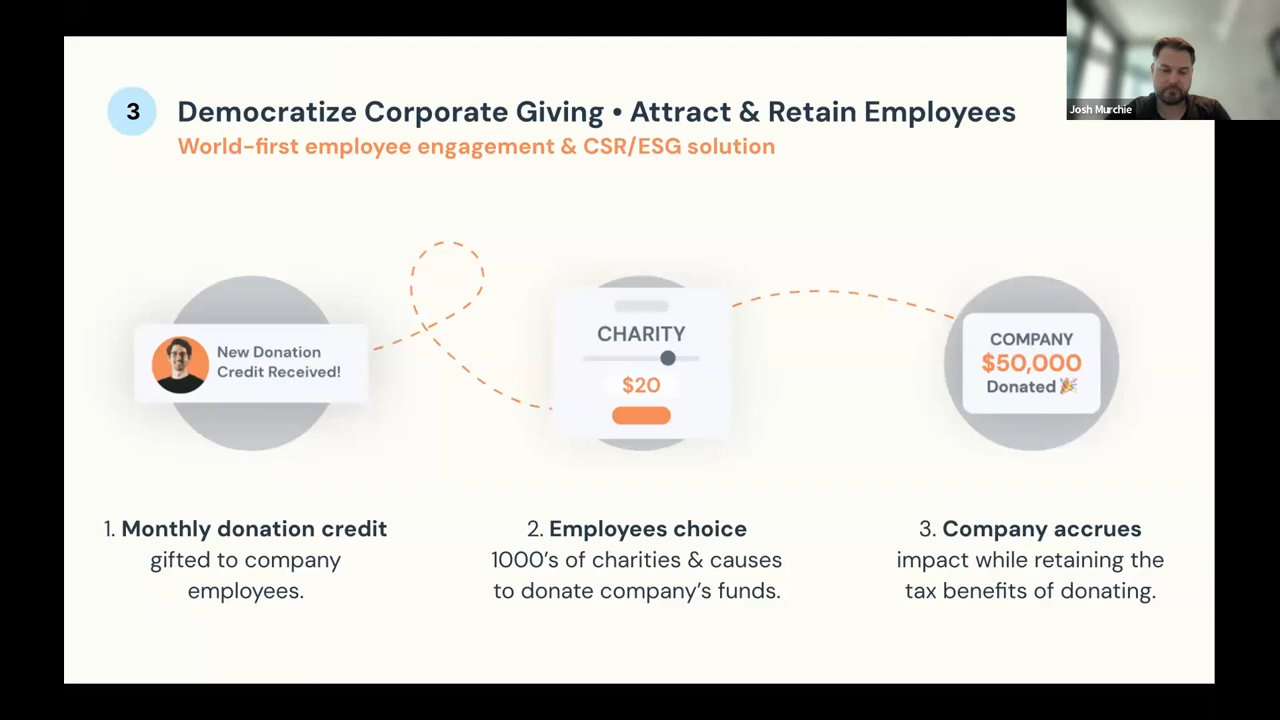 Josh Murchie
3
Democratize Corporate Giving • Attract & Retain Employees
World-first employee engagement & CSR/ESG solution
New Donation
Credit Received!
CHARITY
$20
COMPANY
$50,000
Donated 🎉
1. Monthly donation credit
gifted to company
employees.
2. Employees choice
1000's of charities & causes
to donate company's funds.
3. Company accrues
impact while retaining the
tax benefits of donating.